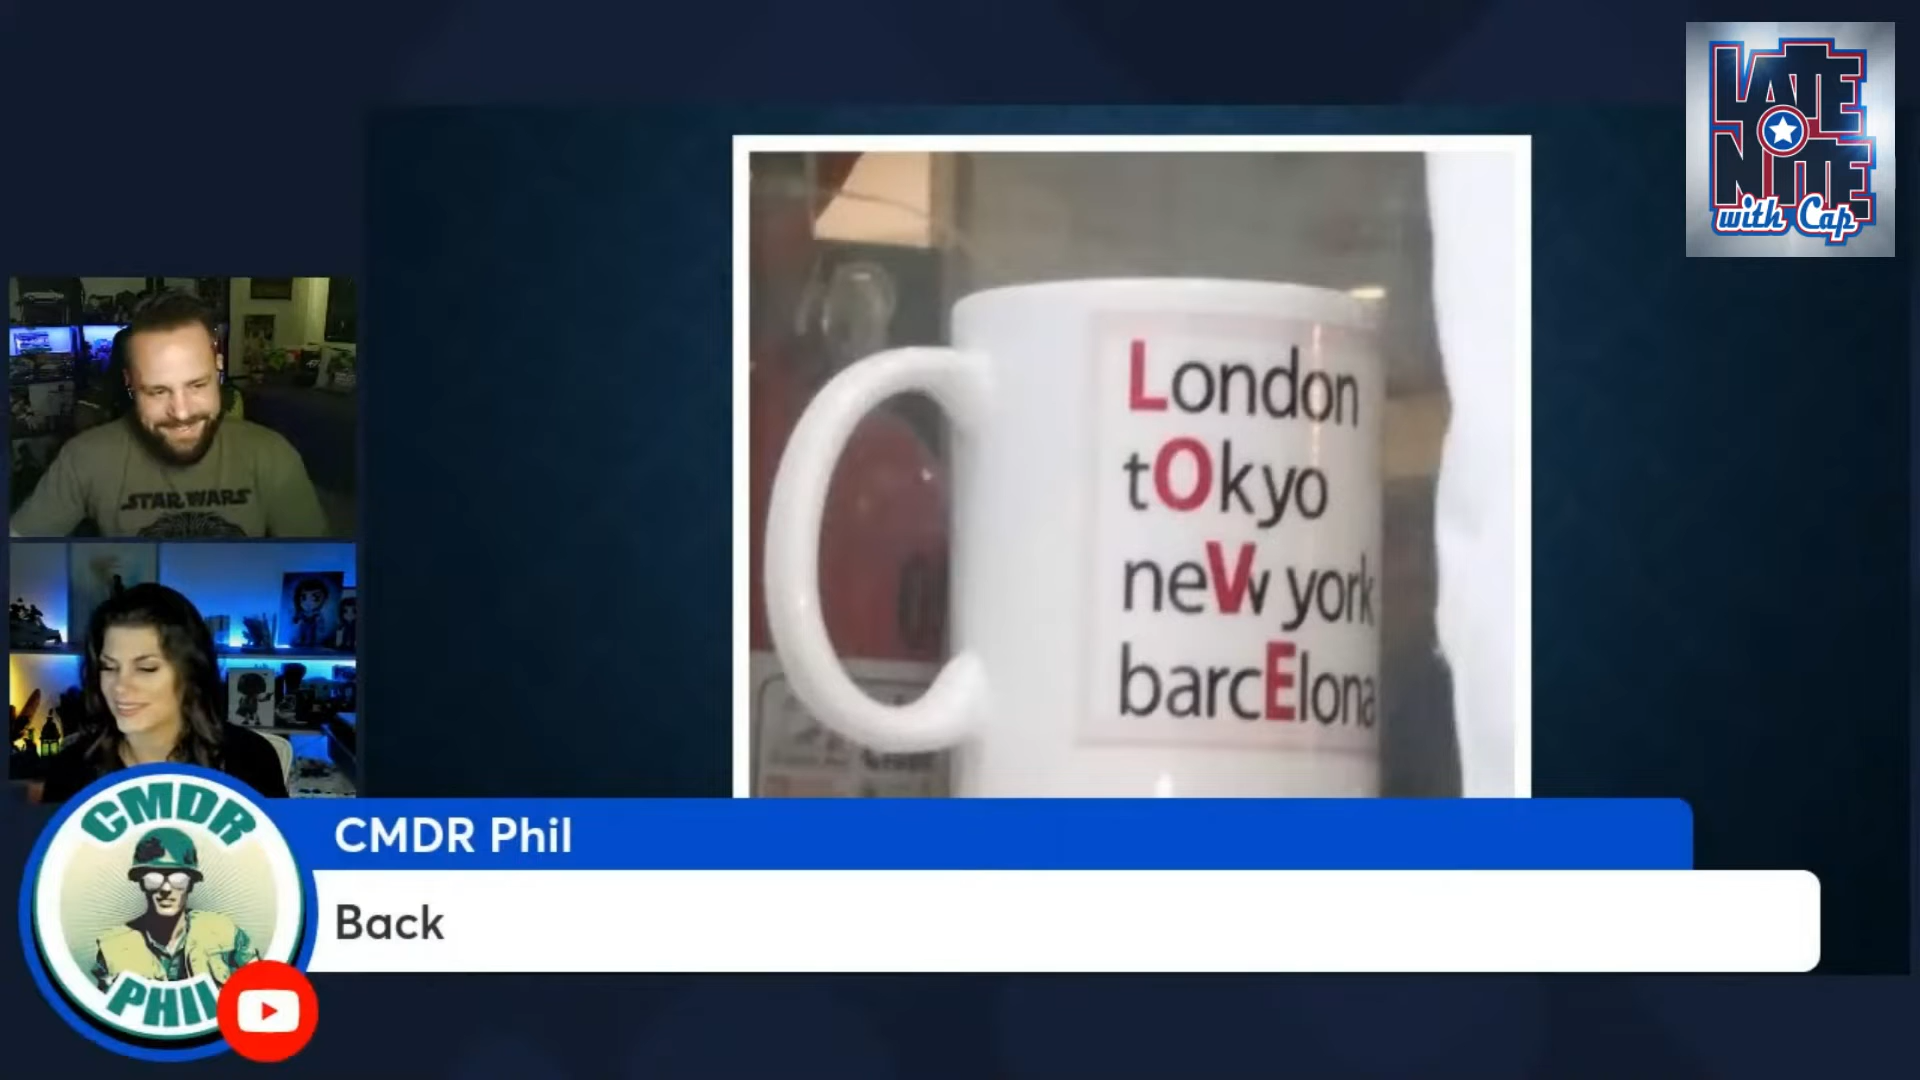 LATE
NITE
with Cap
London
tOkyo
neVv york
barcElona
STAR WARS
CMDR
PHIL
CMDR Phil
Back